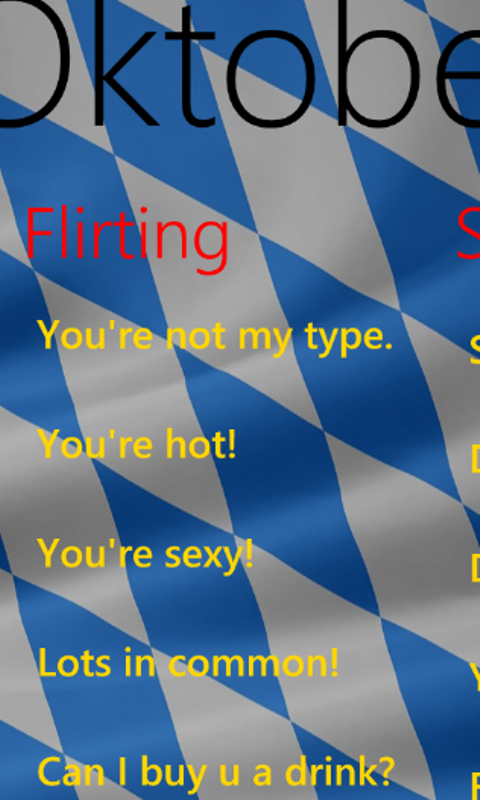 Oktobe
Flirting
S
You're not my type.
You're hot!
You're sexy!
Lots in common!
Can I buy u a drink?